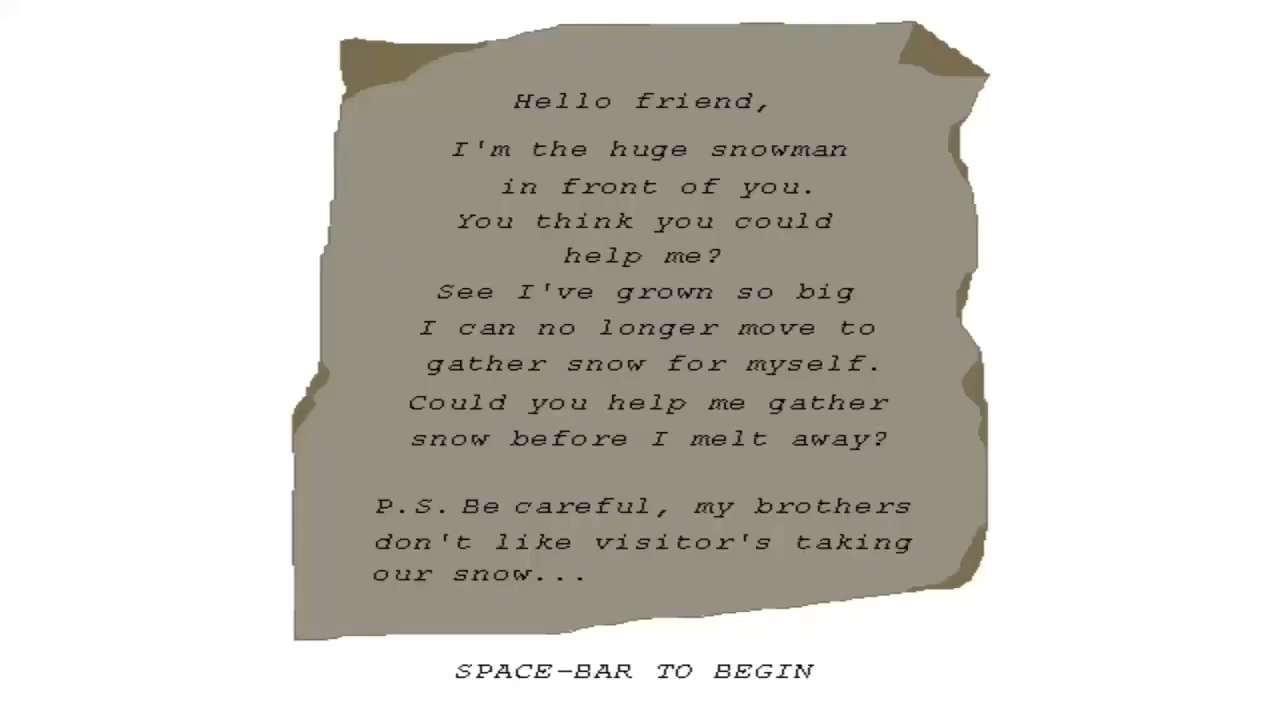 Hello friend,
I'm the huge snowman
in front of you.
You think you could
help me?
See I've grown so big
I can no longer move to
gather snow for myself.
Could you help me gather
snow before I melt away?
P.S. Be careful, my brothers
don't like visitor's taking
our snow...
SPACE-BAR TO BEGIN